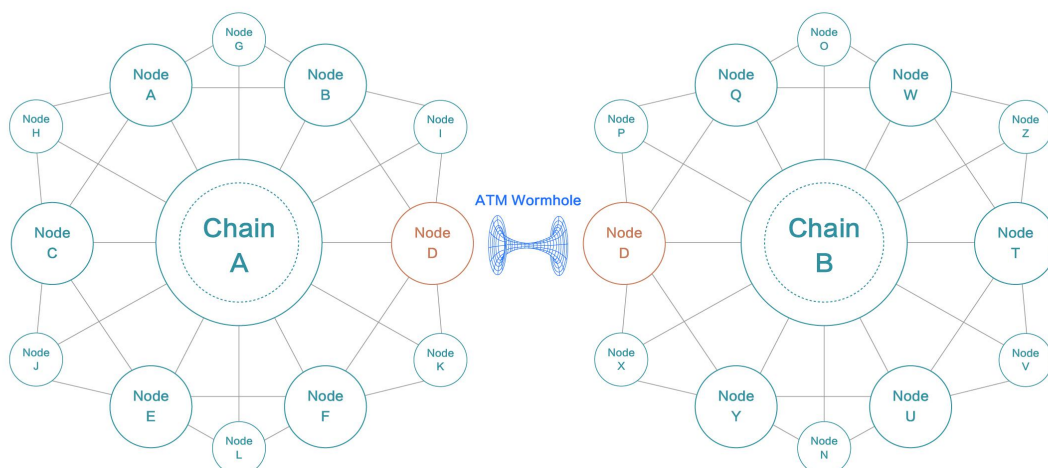 Node
G
Node
A
Node
B
Node
H
Node
I
Chain
A
Node
C
Node
D
Node
J
Node
K
Node
E
Node
F
Node
L
ATM Wormhole
Node
O
Node
Q
Node
W
Node
P
Node
Z
Chain
B
Node
D
Node
T
Node
X
Node
V
Node
Y
Node
U
Node
N